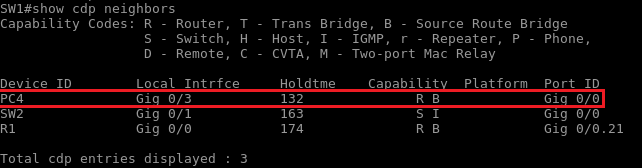 SW1#show cdp neighbors
Capability Codes: R - Router, T - Trans Bridge, B - Source Route Bridge
S - Switch, H - Host, I - IGMP, r - Repeater, P - Phone,
D - Remote, C - CVTA, M - Two-port Mac Relay
Device ID Local Intrfce Holdtme Capability Platform Port ID
PC4 Gig 0/3 132 R B Gig 0/0
SW2 Gig 0/1 163 S I Gig 0/0
R1 Gig 0/0 174 R B Gig 0/0.21
Total cdp entries displayed : 3